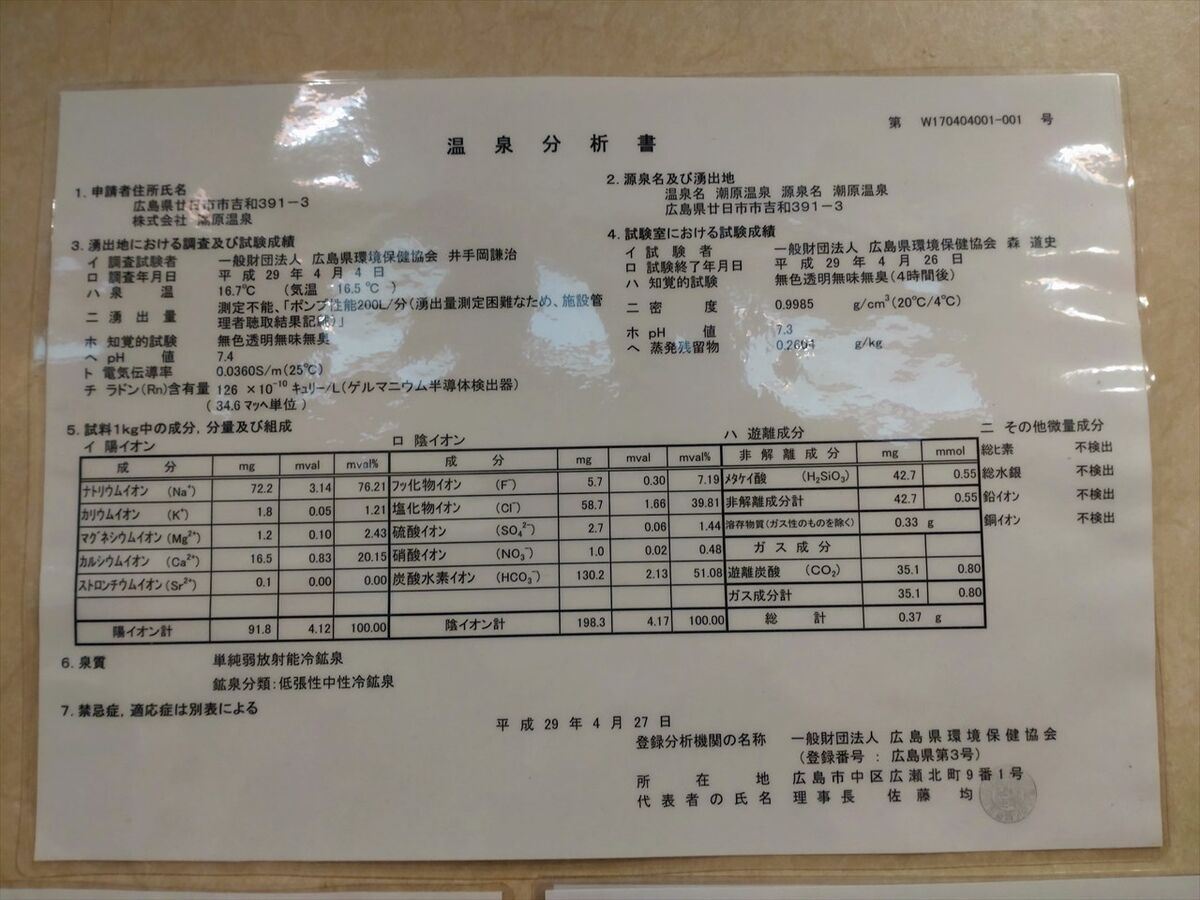 第 W170404001-001 号
温泉分析書
1. 申請者住所氏名
広島県廿日市市吉和391-3
株式会社 潮原温泉
2. 源泉名及び湧出地
温泉名 潮原温泉 源泉名 潮原温泉
広島県廿日市市吉和391-3
3. 湧出地における調査及び試験成績
イ 調査試験者 一般財団法人 広島県環境保健協会 井手岡謙治
ロ 調査年月日 平成 29 年 4 月 4 日
ハ 泉温 16.7℃ (気温 16.5℃)
ニ 湧出量 測定不能、「ポンプ性能200L/分(湧出量測定困難なため、施設管
理者聴取結果記載)」
ホ 知覚的試験 無色透明無味無臭
ヘ pH 値 7.4
ト 電気伝導率 0.0360S/m(25℃)
チ ラドン(Rn)含有量 126 ×10⁻¹⁰ キュリー/L(ゲルマニウム半導体検出器)
(34.6 マッヘ単位)
4. 試験室における試験成績
イ 試験者 一般財団法人 広島県環境保健協会 森 道史
ロ 試験終了年月日 平成 29 年 4 月 26 日
ハ 知覚的試験 無色透明無味無臭(4時間後)
ニ 密度 0.9985 g/cm³(20℃/4℃)
ホ pH 値 7.3
ヘ 蒸発残留物 g/kg
5. 試料1kg中の成分, 分量及び組成
イ 陽イオン
成分 mg mval mval%
ナトリウムイオン (Na⁺) 72.2 3.14 76.21
カリウムイオン (K⁺) 1.8 0.05 1.21
マグネシウムイオン(Mg²⁺) 1.2 0.10 2.43
カルシウムイオン (Ca²⁺) 16.5 0.83 20.15
ストロンチウムイオン(Sr²⁺) 0.1 0.00 0.00
陽イオン計 91.8 4.12 100.00
ロ 陰イオン
成分 mg mval mval%
フッ化物イオン (F⁻) 5.7 0.30 7.19
塩化物イオン (Cl⁻) 58.7 1.66 39.81
硫酸イオン (SO₄²⁻) 2.7 0.06 1.44
硝酸イオン (NO₃⁻) 1.0 0.02 0.48
炭酸水素イオン (HCO₃⁻) 130.2 2.13 51.08
陰イオン計 198.3 4.17 100.00
ハ 遊離成分
非解離成分 mg mmol
メタケイ酸 (H₂SiO₃) 42.7 0.55
非解離成分計 42.7 0.55
溶存物質(ガス性のものを除く) 0.33 g
ガス成分
遊離炭酸 (CO₂) 35.1 0.80
ガス成分計 35.1 0.80
総計 0.37 g
ニ その他微量成分
総ヒ素 不検出
総水銀 不検出
鉛イオン 不検出
銅イオン 不検出
6. 泉質 単純弱放射能冷鉱泉
鉱泉分類:低張性中性冷鉱泉
7. 禁忌症, 適応症は別表による
平成 29 年 4 月 27 日
登録分析機関の名称 一般財団法人 広島県環境保健協会
(登録番号 : 広島県第3号)
所在地 広島市中区広瀬北町9番1号
代表者の氏名 理事長 佐藤 均